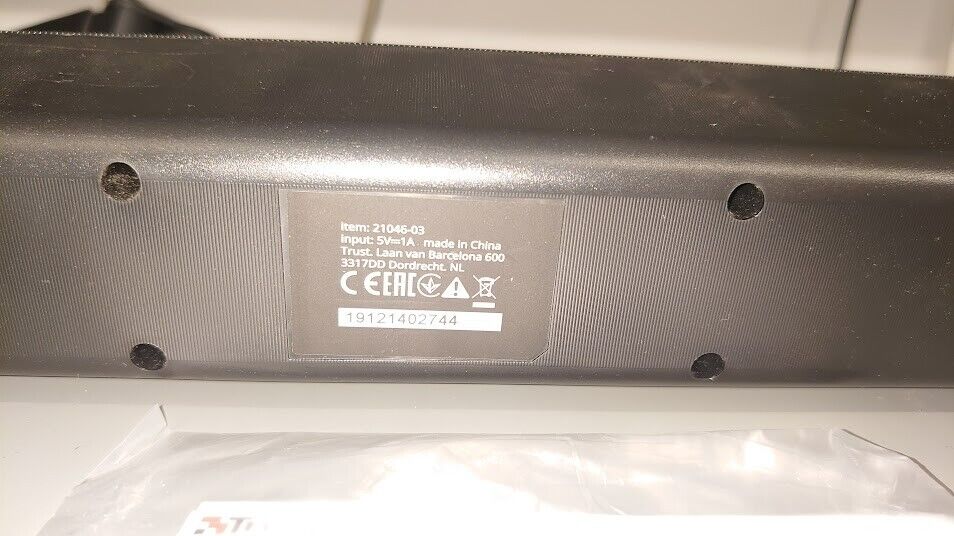 Item: 21046-03
Input: 5V⎓1A made in China
Trust. Laan van Barcelona 600
3317DD Dordrecht. NL
CE EAC
19121402744